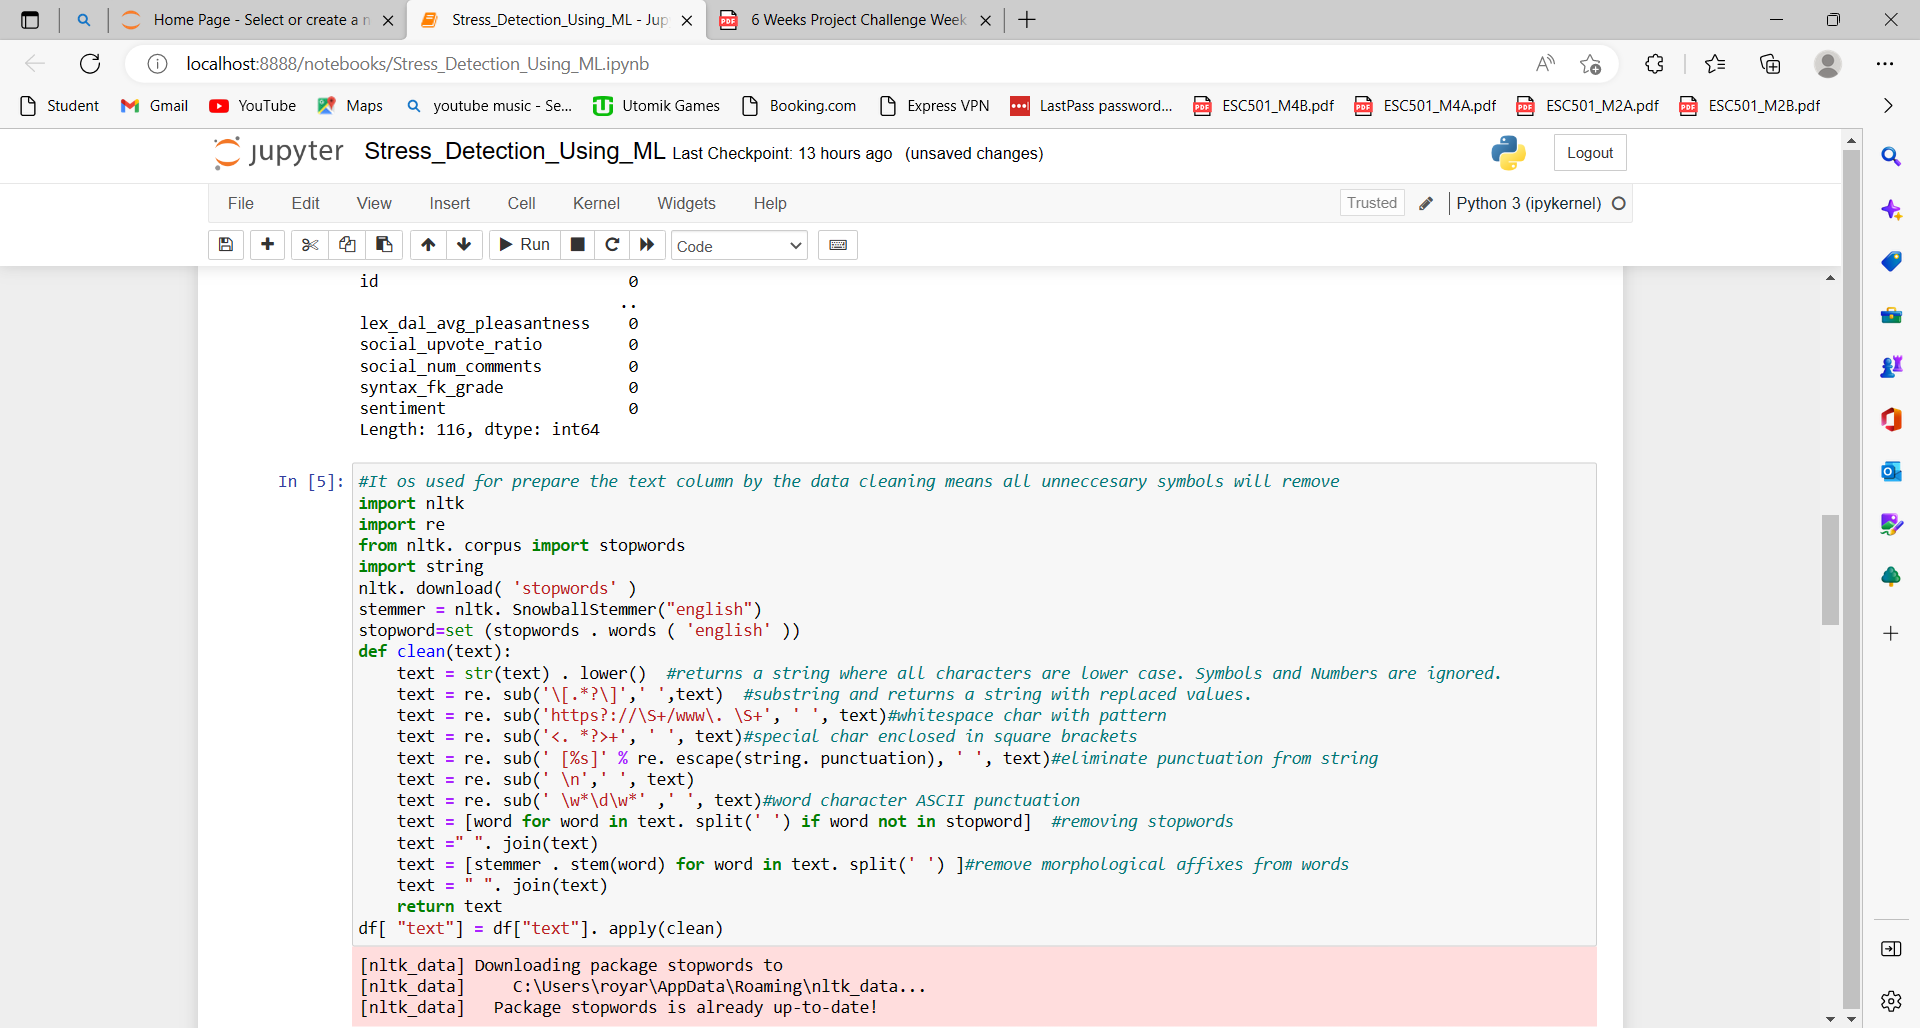 Home Page - Select or create a n
Stress_Detection_Using_ML - Jup
6 Weeks Project Challenge Week
localhost:8888/notebooks/Stress_Detection_Using_ML.ipynb
Student
Gmail
YouTube
Maps
youtube music - Se...
Utomik Games
Booking.com
Express VPN
LastPass password...
ESC501_M4B.pdf
ESC501_M4A.pdf
ESC501_M2A.pdf
ESC501_M2B.pdf
jupyter Stress_Detection_Using_ML Last Checkpoint: 13 hours ago (unsaved changes)
Logout
File Edit View Insert Cell Kernel Widgets Help
Trusted
Python 3 (ipykernel)
Run
Code
id 0
..
lex_dal_avg_pleasantness 0
social_upvote_ratio 0
social_num_comments 0
syntax_fk_grade 0
sentiment 0
Length: 116, dtype: int64
In [5]: #It os used for prepare the text column by the data cleaning means all unneccesary symbols will remove
import nltk
import re
from nltk. corpus import stopwords
import string
nltk. download( 'stopwords' )
stemmer = nltk. SnowballStemmer("english")
stopword=set (stopwords . words ( 'english' ))
def clean(text):
text = str(text) . lower() #returns a string where all characters are lower case. Symbols and Numbers are ignored.
text = re. sub('\[.*?\]',' ',text) #substring and returns a string with replaced values.
text = re. sub('https?://\S+/www\. \S+', ' ', text)#whitespace char with pattern
text = re. sub('<. *?>+', ' ', text)#special char enclosed in square brackets
text = re. sub(' [%s]' % re. escape(string. punctuation), ' ', text)#eliminate punctuation from string
text = re. sub(' \n',' ', text)
text = re. sub(' \w*\d\w*' ,' ', text)#word character ASCII punctuation
text = [word for word in text. split(' ') if word not in stopword] #removing stopwords
text =" ". join(text)
text = [stemmer . stem(word) for word in text. split(' ') ]#remove morphological affixes from words
text = " ". join(text)
return text
df[ "text"] = df["text"]. apply(clean)
[nltk_data] Downloading package stopwords to
[nltk_data] C:\Users\royar\AppData\Roaming\nltk_data...
[nltk_data] Package stopwords is already up-to-date!